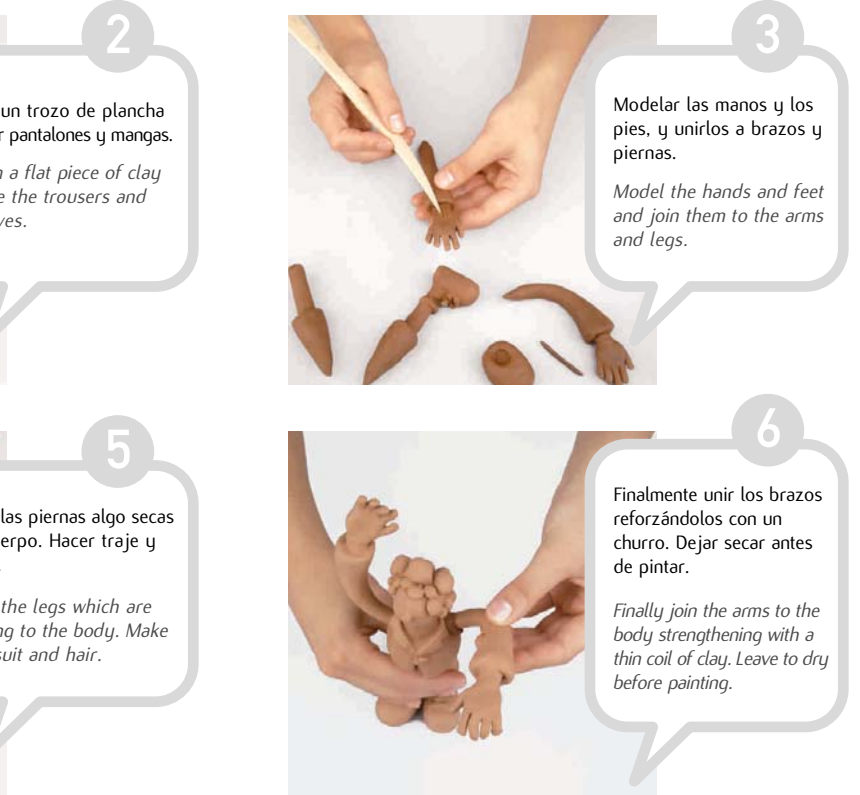 2
un trozo de plancha
pantalones y mangas.
a flat piece of clay
the trousers and
3
Modelar las manos y los
pies, y unirlos a brazos y
piernas.
Model the hands and feet
and join them to the arms
and legs.
5
las piernas algo secas
Hacer traje y
the legs which are
to the body. Make
suit and hair.
6
Finalmente unir los brazos
reforzándolos con un
churro. Dejar secar antes
de pintar.
Finally join the arms to the
body strengthening with a
thin coil of clay. Leave to dry
before painting.